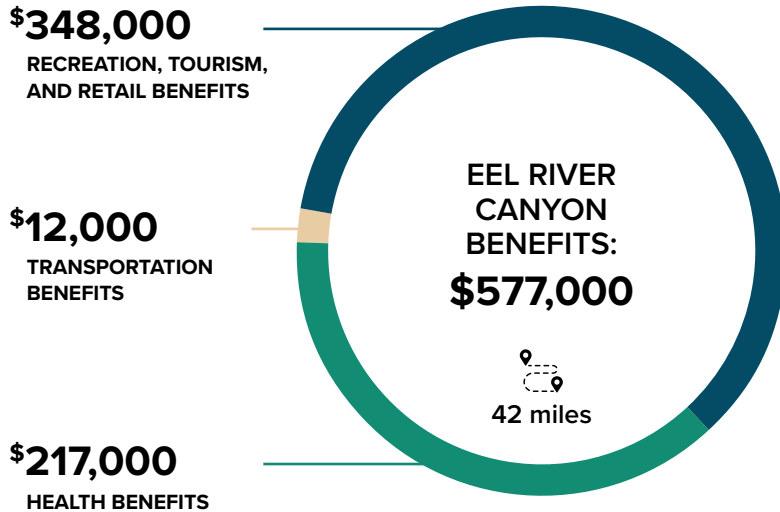 $348,000
RECREATION, TOURISM,
AND RETAIL BENEFITS
$12,000
TRANSPORTATION
BENEFITS
$217,000
HEALTH BENEFITS
EEL RIVER
CANYON
BENEFITS:
$577,000
42 miles